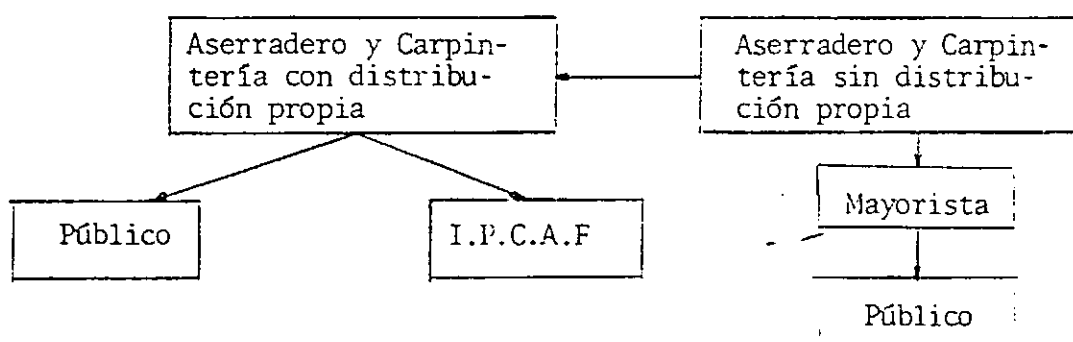 Aserradero y Carpin-
tería con distribu-
ción propia
Aserradero y Carpin-
tería sin distribu-
ción propia
Público
I.P.C.A.F
Mayorista
Público